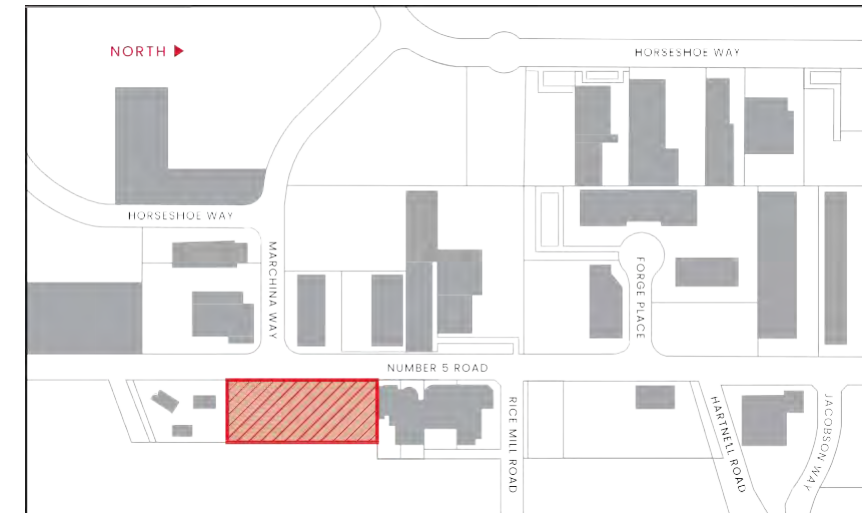 NORTH
HORSESHOE WAY
HORSESHOE WAY
MARCHINA WAY
FORGE PLACE
NUMBER 5 ROAD
RICE MILL ROAD
HARTNELL ROAD
JACOBSON WAY